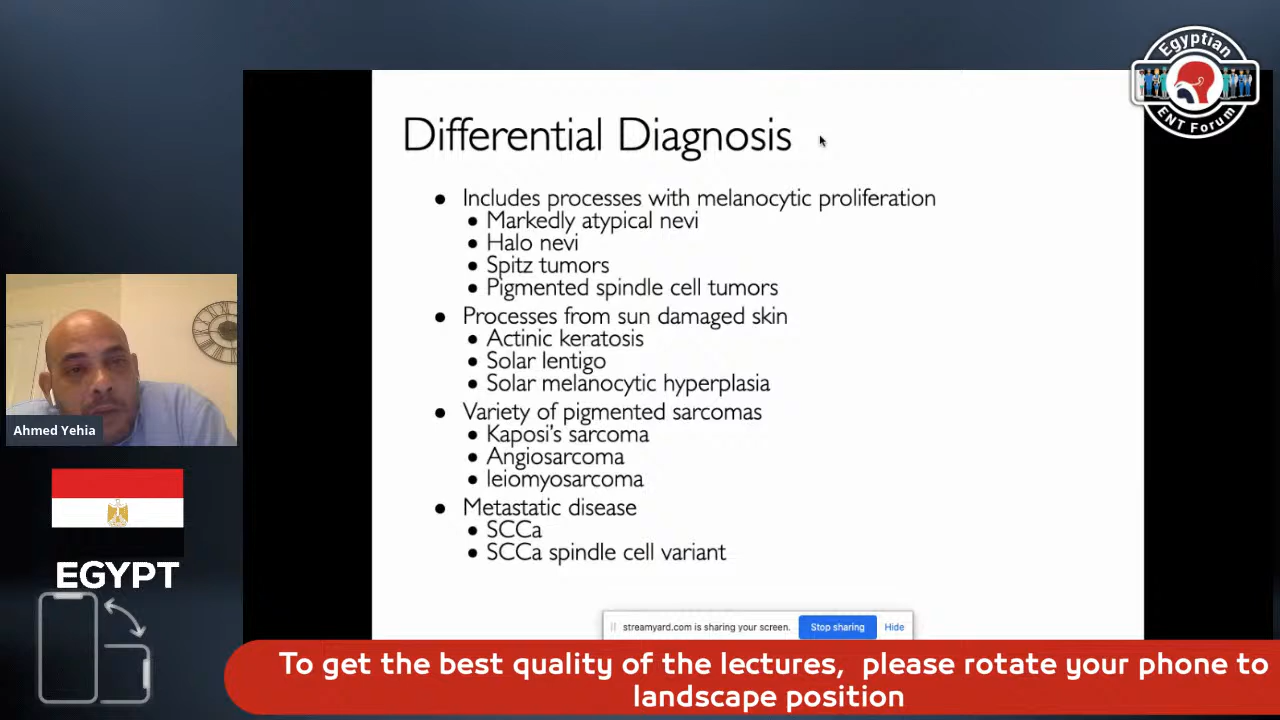 Egyptian
ENT Forum
Differential Diagnosis
● Includes processes with melanocytic proliferation
● Markedly atypical nevi
● Halo nevi
● Spitz tumors
● Pigmented spindle cell tumors
● Processes from sun damaged skin
● Actinic keratosis
● Solar lentigo
● Solar melanocytic hyperplasia
● Variety of pigmented sarcomas
● Kaposi's sarcoma
● Angiosarcoma
● leiomyosarcoma
● Metastatic disease
● SCCa
● SCCa spindle cell variant
Ahmed Yehia
EGYPT
streamyard.com is sharing your screen. Stop sharing Hide
To get the best quality of the lectures, please rotate your phone to
landscape position